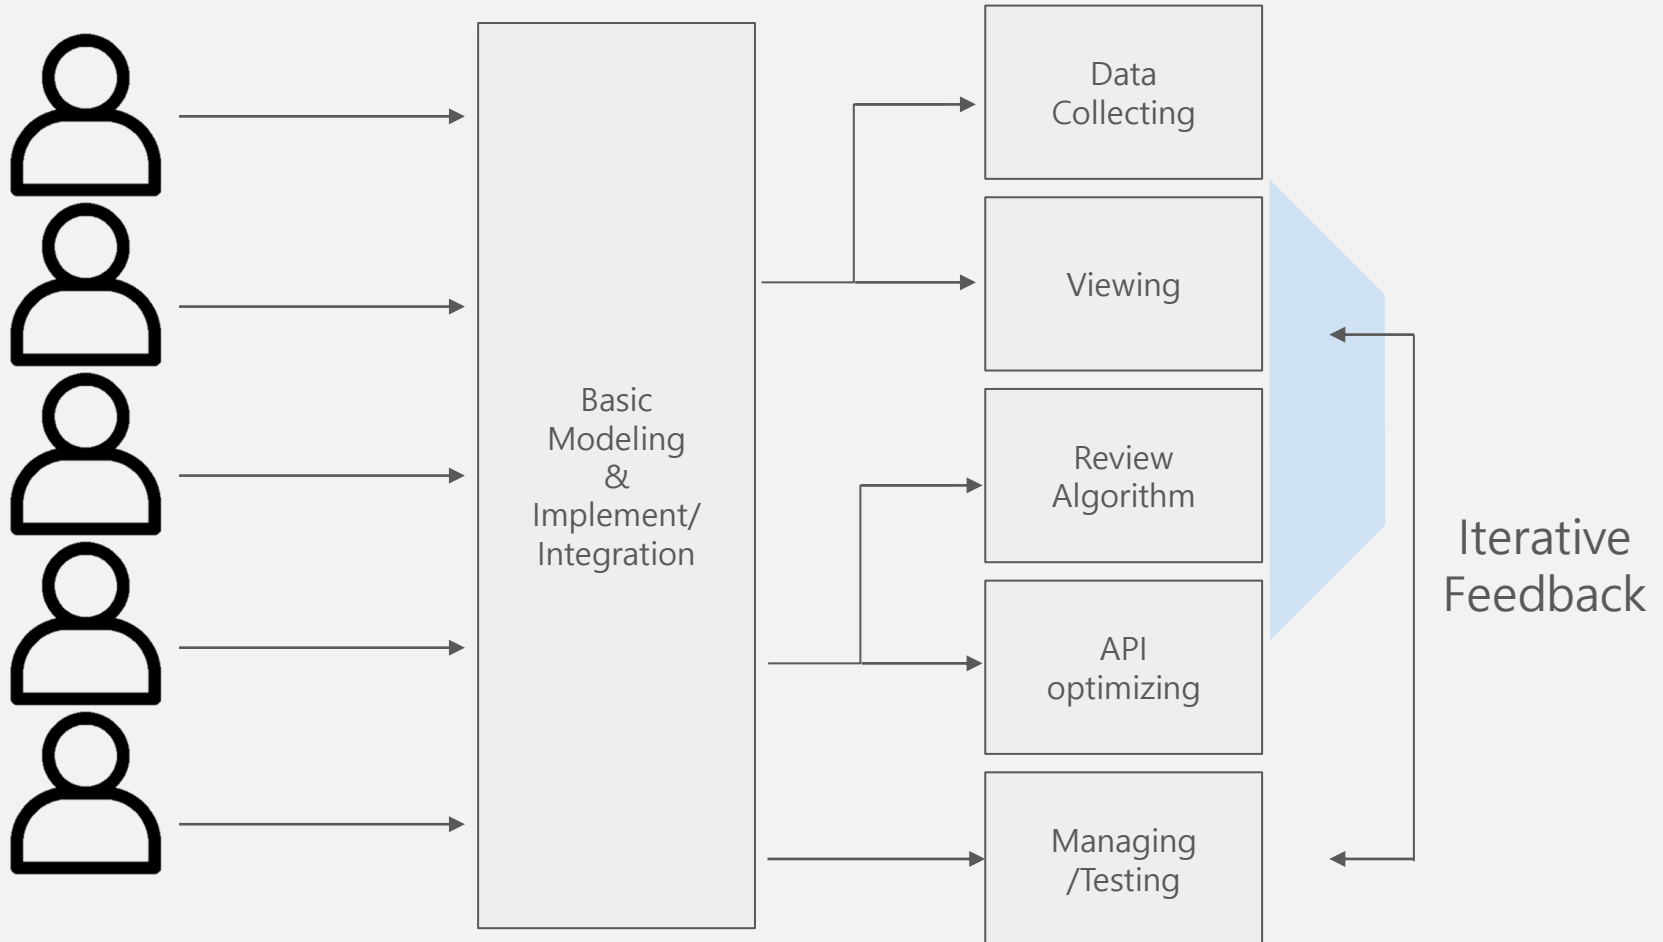 Basic
Modeling
&
Implement/
Integration
Data
Collecting
Viewing
Review
Algorithm
API
optimizing
Managing
/Testing
Iterative
Feedback